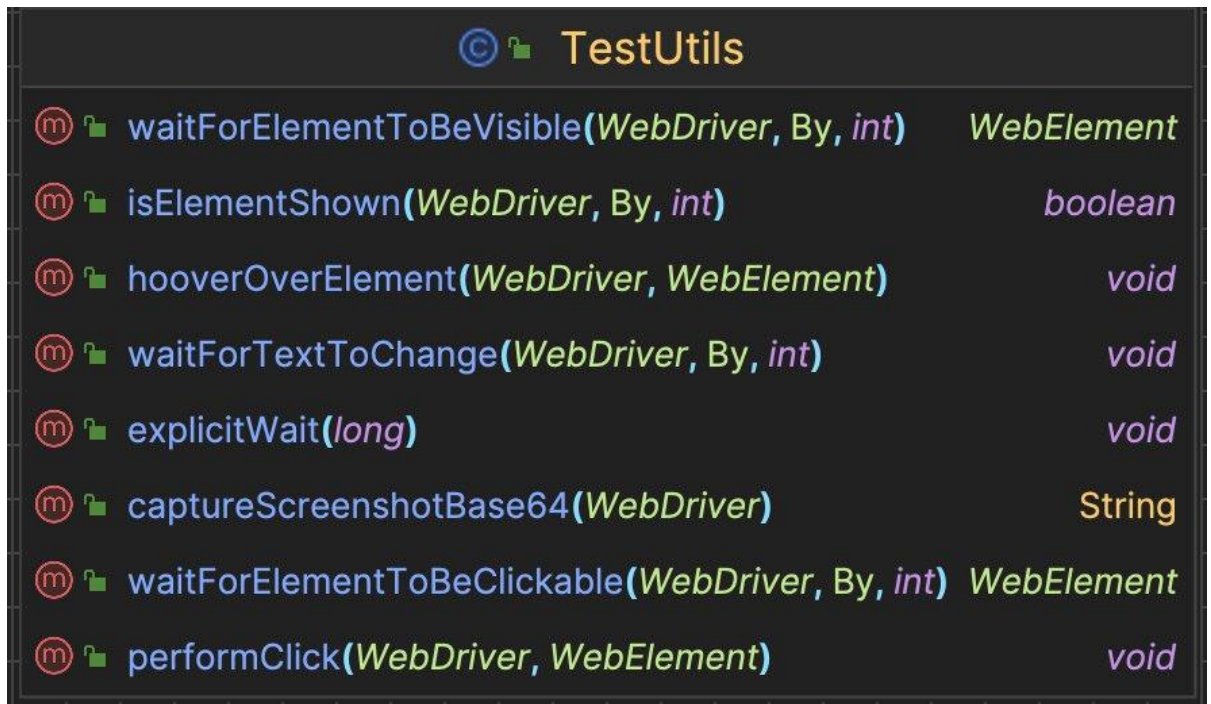 © TestUtils
m waitForElementToBeVisible(WebDriver, By, int) WebElement
m isElementShown(WebDriver, By, int) boolean
m hooverOverElement(WebDriver, WebElement) void
m waitForTextToChange(WebDriver, By, int) void
m explicitWait(long) void
m captureScreenshotBase64(WebDriver) String
m waitForElementToBeClickable(WebDriver, By, int) WebElement
m performClick(WebDriver, WebElement) void